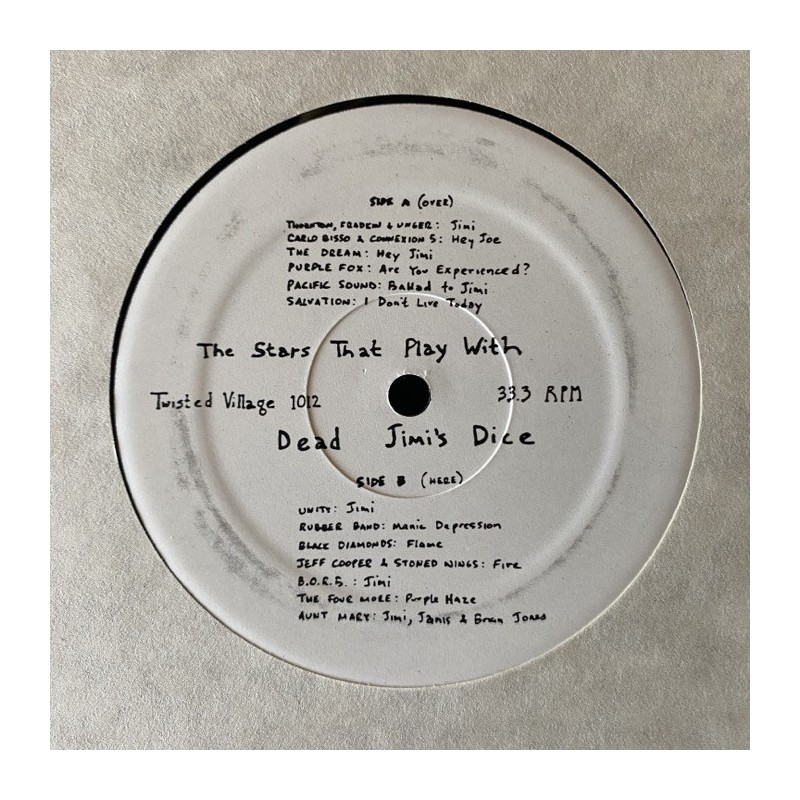 SIDE A (OVER)
THORNTON, FRADKIN & UNGER: Jimi
CARLO BISSO & CONNEXION 5: Hey Joe
THE DREAM: Hey Jimi
PURPLE FOX: Are You Experienced?
PACIFIC SOUND: Ballad to Jimi
SALVATION: I Don't Live Today
The Stars That Play With
Twisted Village 1012 33.3 RPM
Dead Jimi's Dice
SIDE B (HERE)
UNITY: Jimi
RUBBER BAND: Manic Depression
BLACK DIAMONDS: Flame
JEFF COOPER & STONED WINGS: Fire
B.O.R.B.: Jimi
THE FOUR MORE: Purple Haze
AUNT MARY: Jimi, Janis & Brian Jones